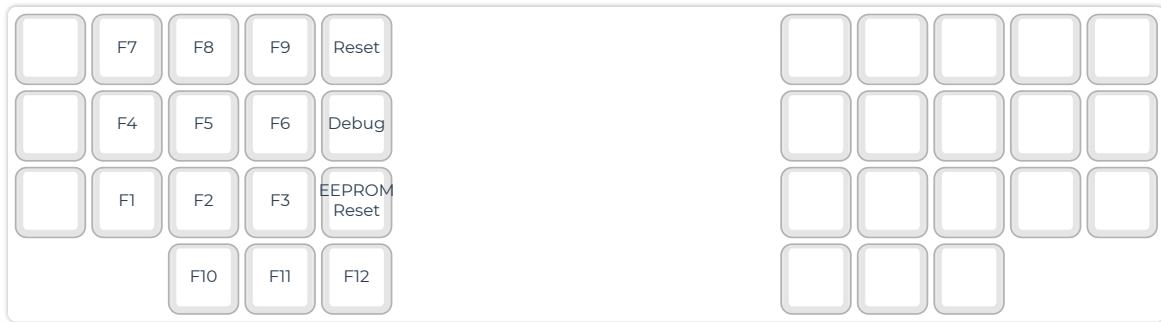 F7 F8 F9 Reset
F4 F5 F6 Debug
F1 F2 F3 EEPROM
Reset
F10 F11 F12